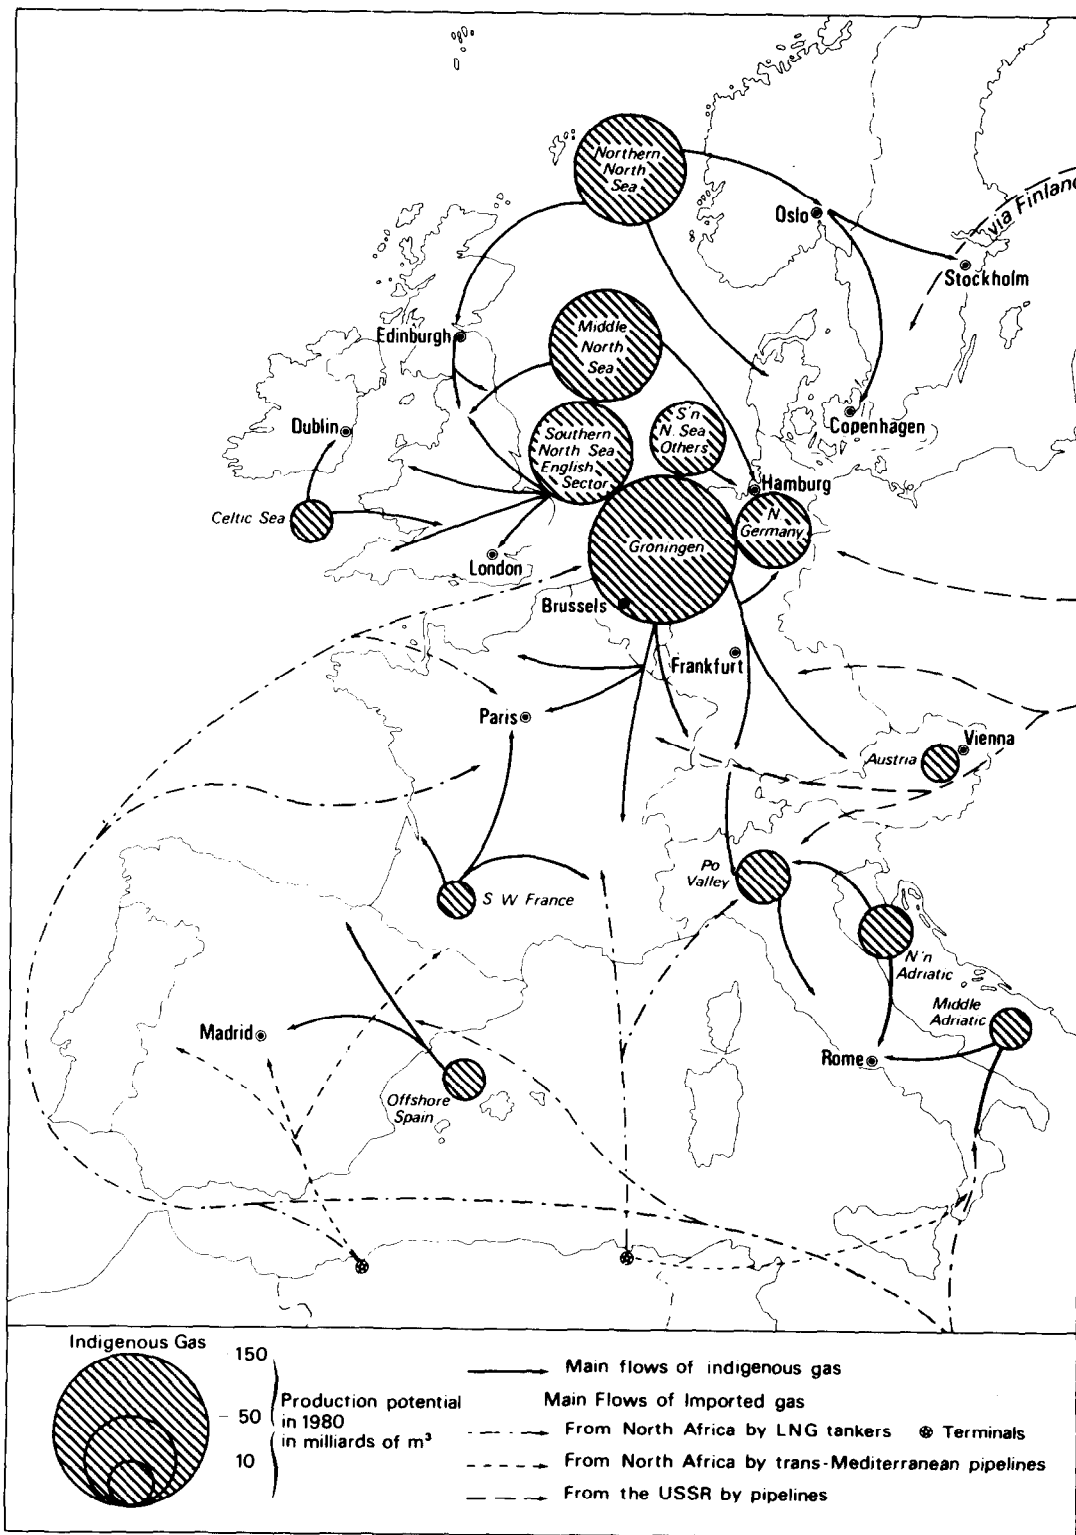 Northern
North
Sea
Oslo
via Finland
Stockholm
Edinburgh
Middle
North
Sea
Copenhagen
Dublin
Southern
North Sea
English
Sector
S'n
N. Sea
Others
Hamburg
Celtic Sea
N
Germany
Groningen
London
Brussels
Frankfurt
Paris
Vienna
Austria
Po
Valley
S W France
N'n
Adriatic
Middle
Adriatic
Madrid
Rome
Offshore
Spain
Indigenous Gas
150
50
10
Production potential
in 1980
in milliards of m³
Main flows of indigenous gas
Main Flows of Imported gas
From North Africa by LNG tankers
Terminals
From North Africa by trans-Mediterranean pipelines
From the USSR by pipelines